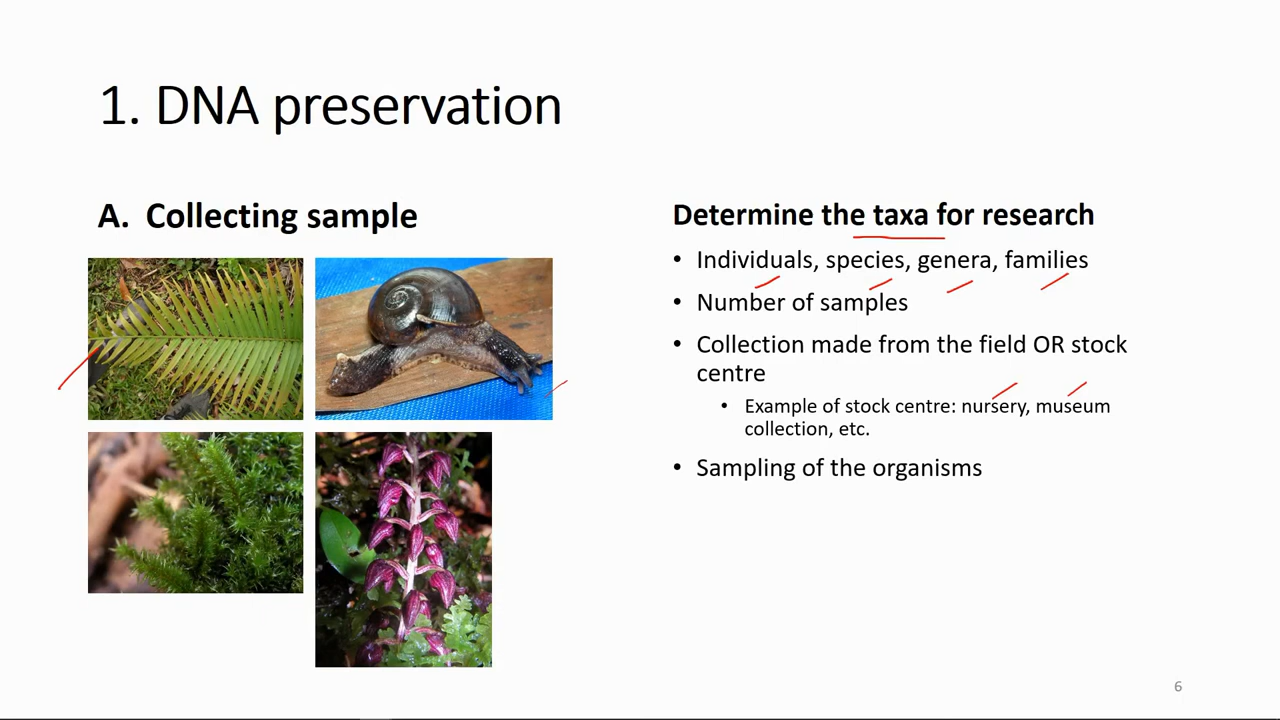 1. DNA preservation
A. Collecting sample
Determine the taxa for research
• Individuals, species, genera, families
• Number of samples
• Collection made from the field OR stock
centre
• Example of stock centre: nursery, museum
collection, etc.
• Sampling of the organisms
6